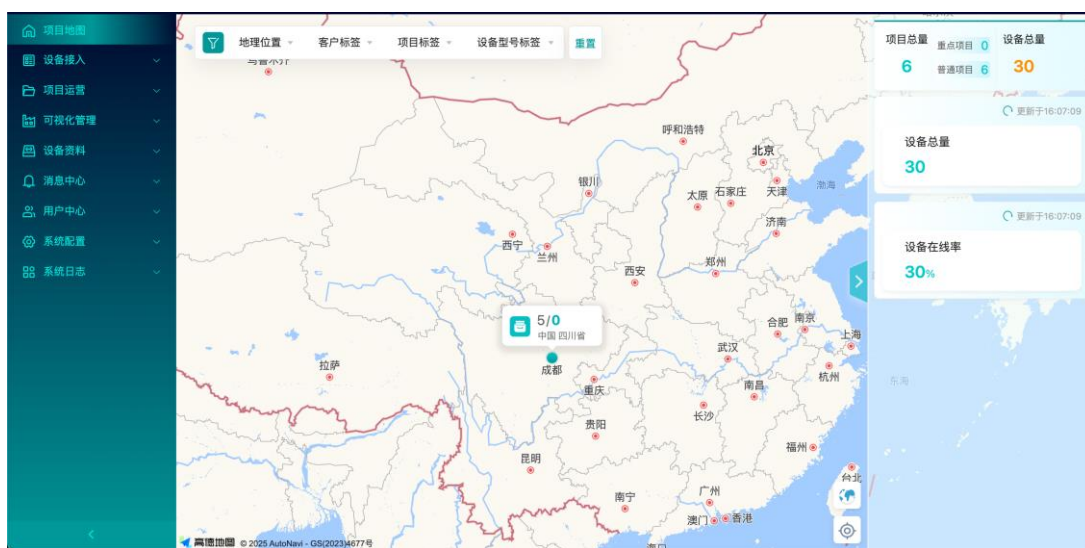 项目地图
设备接入
项目运营
可视化管理
设备资料
消息中心
用户中心
系统配置
系统日志
地理位置 客户标签 项目标签 设备型号标签 重置
呼和浩特
北京
银川
太原 石家庄 天津 渤海
济南
西宁
兰州
郑州
西安
5/0
中国 四川省
合肥 南京
上海
武汉
拉萨
成都
杭州
重庆
南昌
长沙
贵阳
福州
昆明
台北
南宁
广州
澳门 香港
东海
高德地图 © 2025 AutoNavi - GS(2023)4677号
项目总量 重点项目 0 设备总量
6 普通项目 6 30
更新于16:07:09
设备总量
30
更新于16:07:09
设备在线率
30%